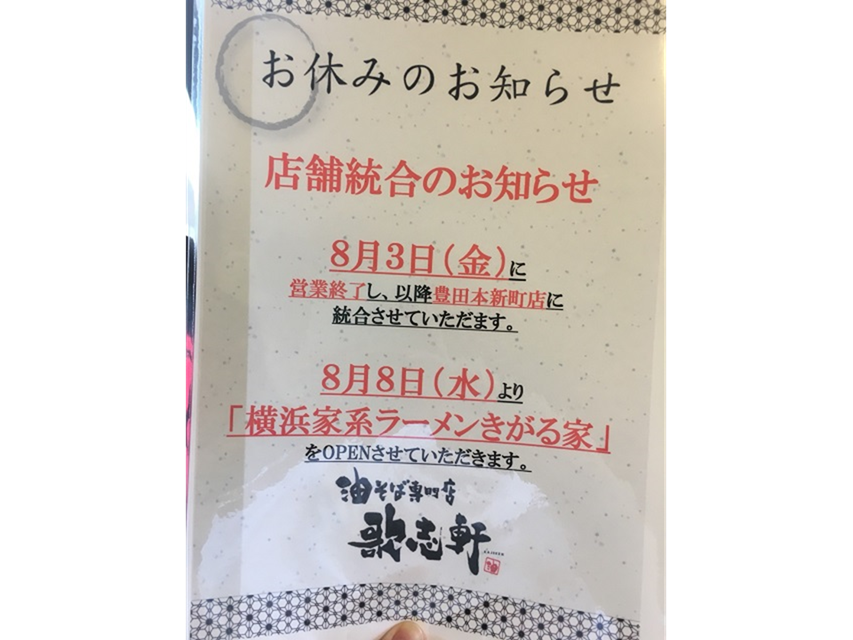 お休みのお知らせ
店舗統合のお知らせ
8月3日(金)に
営業終了し、以降豊田本新町店に
統合させていただます。
8月8日(水)より
「横浜家系ラーメンきがる家」
をOPENさせていただきます。
油そば専門店
歌志軒